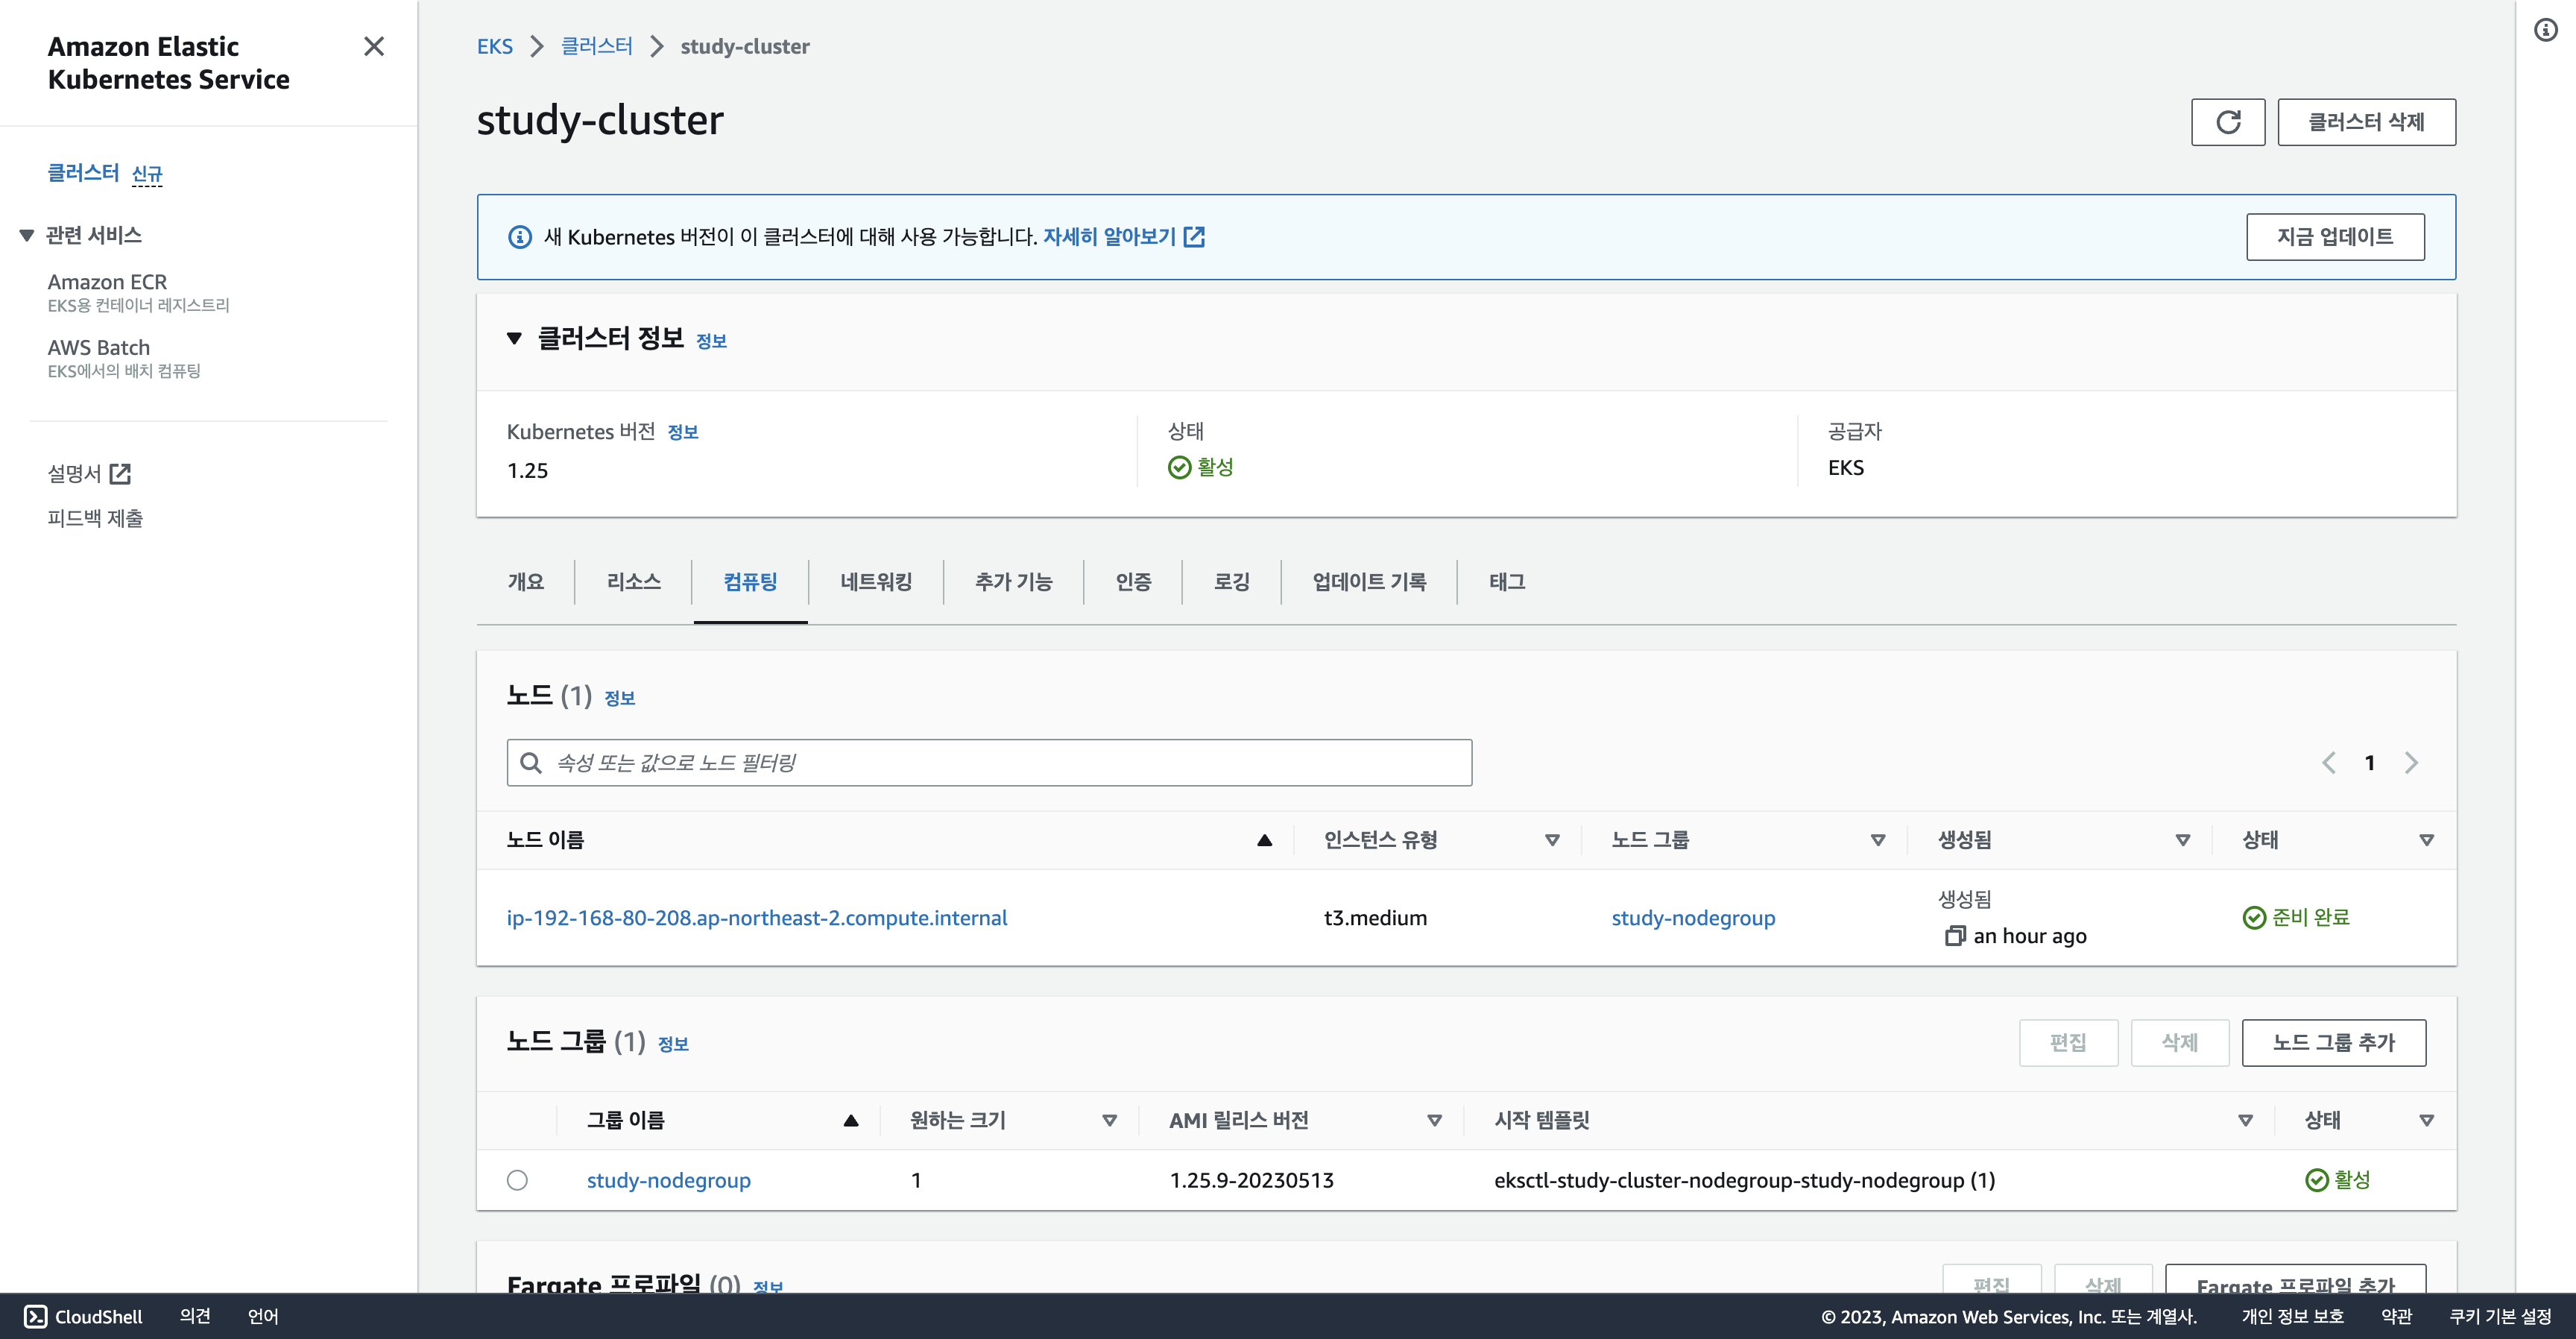 Amazon Elastic
Kubernetes Service
클러스터 신규
관련 서비스
Amazon ECR
EKS용 컨테이너 레지스트리
AWS Batch
EKS에서의 배치 컴퓨팅
설명서
피드백 제출
EKS 클러스터 study-cluster
study-cluster
클러스터 삭제
새 Kubernetes 버전이 이 클러스터에 대해 사용 가능합니다. 자세히 알아보기
지금 업데이트
클러스터 정보 정보
Kubernetes 버전 정보
1.25
상태
활성
공급자
EKS
개요 리소스 컴퓨팅 네트워킹 추가 기능 인증 로깅 업데이트 기록 태그
노드 (1) 정보
속성 또는 값으로 노드 필터링
1
노드 이름 인스턴스 유형 노드 그룹 생성됨 상태
ip-192-168-80-208.ap-northeast-2.compute.internal t3.medium study-nodegroup 생성됨 an hour ago 준비 완료
노드 그룹 (1) 정보
편집 삭제 노드 그룹 추가
그룹 이름 원하는 크기 AMI 릴리스 버전 시작 템플릿 상태
study-nodegroup 1 1.25.9-20230513 eksctl-study-cluster-nodegroup-study-nodegroup (1) 활성
Fargate 프로파일 (0) 정보
편집 삭제 Fargate 프로파일 추가
CloudShell 의견 언어
© 2023, Amazon Web Services, Inc. 또는 계열사. 개인 정보 보호 약관 쿠키 기본 설정